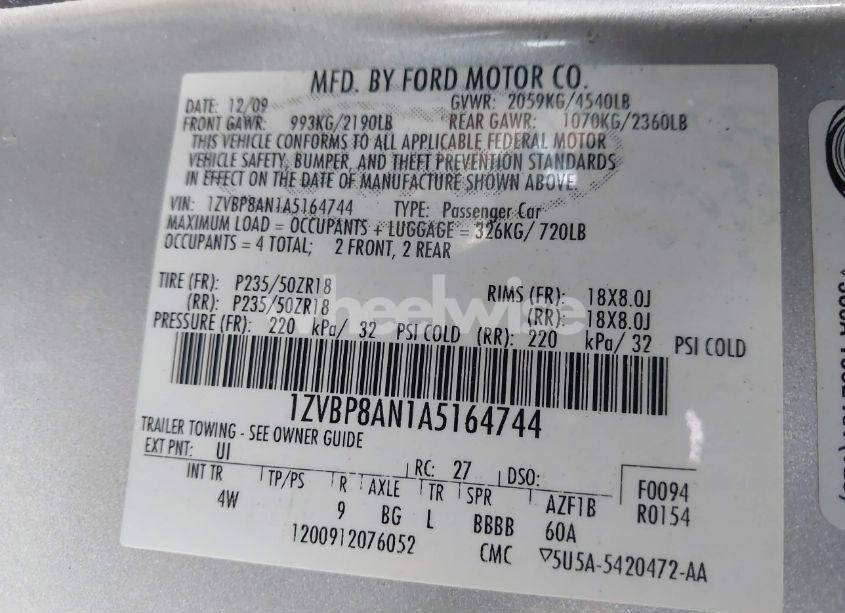 MFD. BY FORD MOTOR CO.
DATE: 12/09 GVWR: 2059KG/4540LB
FRONT GAWR: 993KG/2190LB REAR GAWR: 1070KG/2360LB
THIS VEHICLE CONFORMS TO ALL APPLICABLE FEDERAL MOTOR
VEHICLE SAFETY, BUMPER, AND THEFT PREVENTION STANDARDS
IN EFFECT ON THE DATE OF MANUFACTURE SHOWN ABOVE.
VIN: 1ZVBP8AN1A5164744 TYPE: Passenger Car
MAXIMUM LOAD = OCCUPANTS + LUGGAGE = 326KG/ 720LB
OCCUPANTS = 4 TOTAL; 2 FRONT, 2 REAR
TIRE (FR): P235/50ZR18 RIMS (FR): 18X8.0J
(RR): P235/50ZR18 (RR): 18X8.0J
wheelwise
PRESSURE (FR): 220 kPa/ 32 PSI COLD (RR): 220 kPa/ 32 PSI COLD
1ZVBP8AN1A5164744
TRAILER TOWING - SEE OWNER GUIDE
EXT PNT: UI RC: 27 DSO: F0094
INT TR TP/PS R AXLE TR SPR AZF1B R0154
4W 9 BG L BBBB 60A
1200912076052 CMC ▽5U5A-5420472-AA